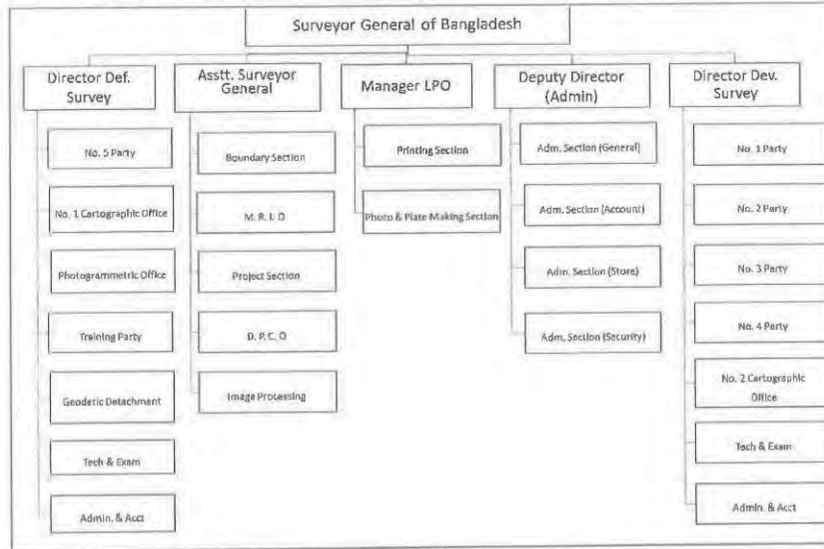 Surveyor General of Bangladesh
Director Def.
Survey
No. 5 Party
No. 1 Cartographic Office
Photogrammetric Office
Training Party
Geodetic Detachment
Tech & Exam
Admin. & Acct
Asstt. Surveyor
General
Boundary Section
M. R. I. O
Project Section
D. P. C. O
Image Processing
Manager LPO
Printing Section
Photo & Plate Making Section
Deputy Director
(Admin)
Adm. Section (General)
Adm. Section (Account)
Adm. Section (Store)
Adm. Section (Security)
Director Dev.
Survey
No. 1 Party
No. 2 Party
No. 3 Party
No. 4 Party
No. 2 Cartographic
Office
Tech & Exam
Admin. & Acct